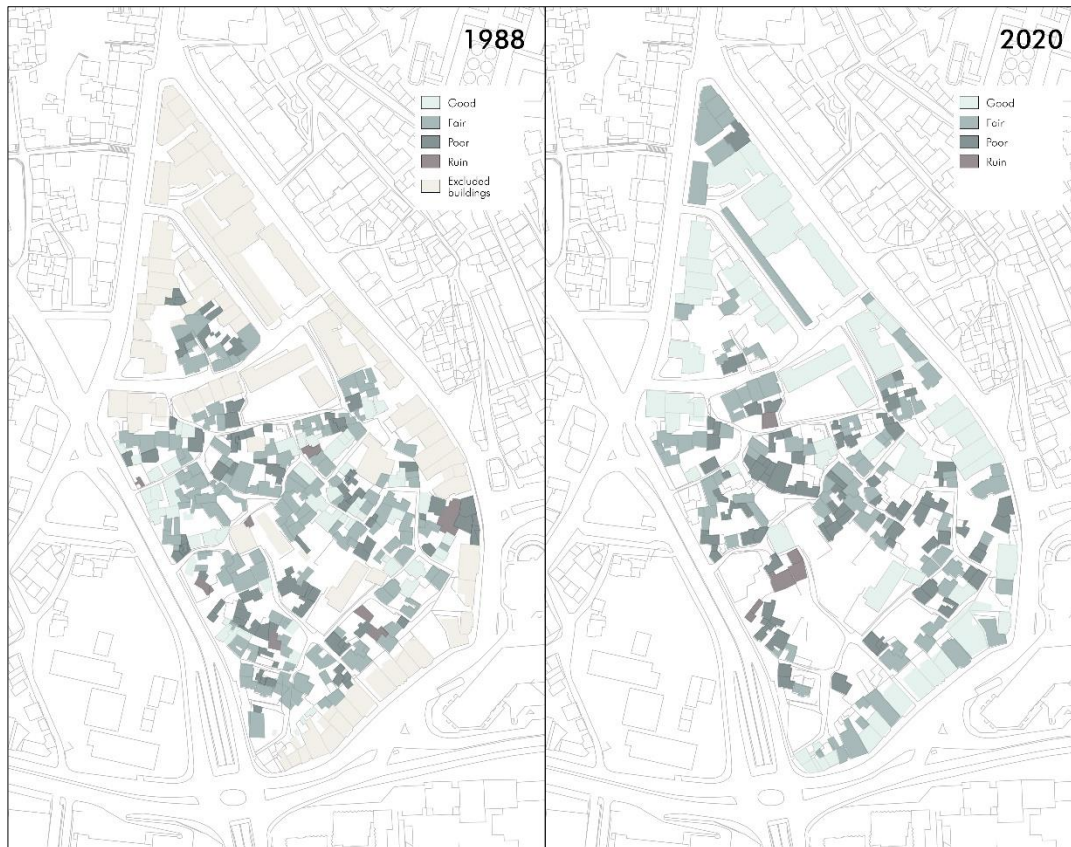 1988
Good
Fair
Poor
Ruin
Excluded
buildings
2020
Good
Fair
Poor
Ruin